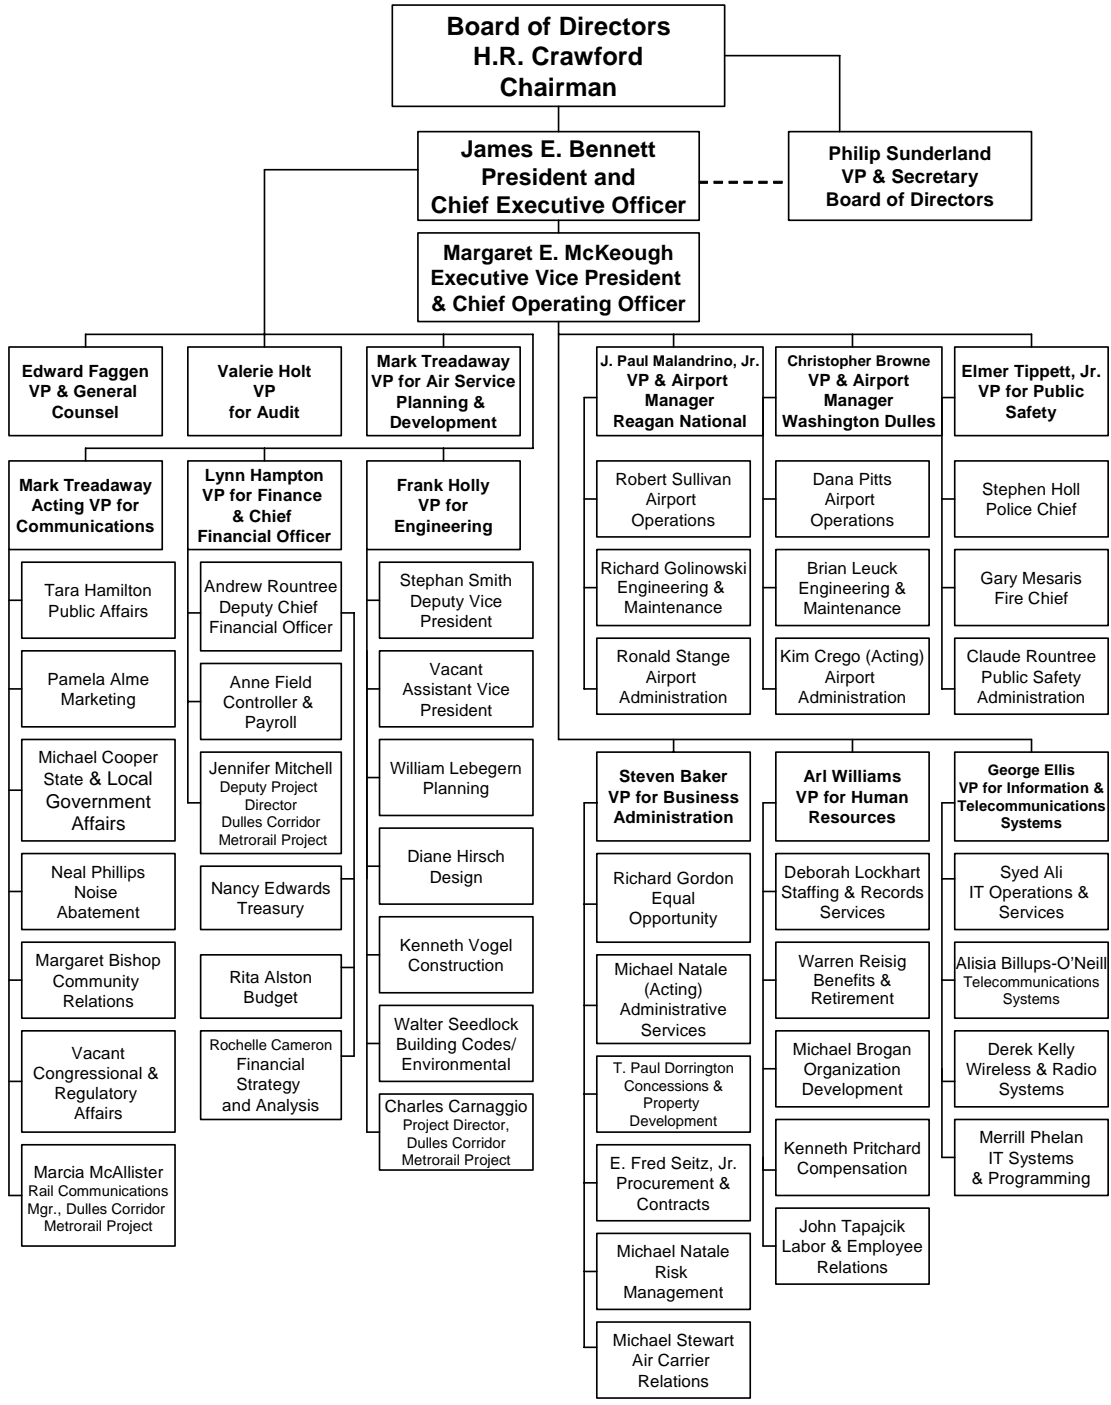 Board of Directors
H.R. Crawford
Chairman
James E. Bennett
President and
Chief Executive Officer
Philip Sunderland
VP & Secretary
Board of Directors
Margaret E. McKeough
Executive Vice President
& Chief Operating Officer
Edward Faggen
VP & General
Counsel
Valerie Holt
VP
for Audit
Mark Treadaway
VP for Air Service
Planning &
Development
J. Paul Malandrino, Jr.
VP & Airport
Manager
Reagan National
Christopher Browne
VP & Airport
Manager
Washington Dulles
Elmer Tippett, Jr.
VP for Public
Safety
Mark Treadaway
Acting VP for
Communications
Lynn Hampton
VP for Finance
& Chief
Financial Officer
Frank Holly
VP for
Engineering
Robert Sullivan
Airport
Operations
Dana Pitts
Airport
Operations
Stephen Holl
Police Chief
Tara Hamilton
Public Affairs
Andrew Rountree
Deputy Chief
Financial Officer
Stephan Smith
Deputy Vice
President
Richard Golinowski
Engineering &
Maintenance
Brian Leuck
Engineering &
Maintenance
Gary Mesaris
Fire Chief
Pamela Alme
Marketing
Anne Field
Controller &
Payroll
Vacant
Assistant Vice
President
Ronald Stange
Airport
Administration
Kim Crego (Acting)
Airport
Administration
Claude Rountree
Public Safety
Administration
Michael Cooper
State & Local
Government
Affairs
Jennifer Mitchell
Deputy Project
Director
Dulles Corridor
Metrorail Project
William Lebegern
Planning
Steven Baker
VP for Business
Administration
Arl Williams
VP for Human
Resources
George Ellis
VP for Information &
Telecommunications
Systems
Neal Phillips
Noise
Abatement
Nancy Edwards
Treasury
Diane Hirsch
Design
Richard Gordon
Equal
Opportunity
Deborah Lockhart
Staffing & Records
Services
Syed Ali
IT Operations &
Services
Margaret Bishop
Community
Relations
Rita Alston
Budget
Kenneth Vogel
Construction
Michael Natale
(Acting)
Administrative
Services
Warren Reisig
Benefits &
Retirement
Alisia Billups-O’Neill
Telecommunications
Systems
Vacant
Congressional &
Regulatory
Affairs
Rochelle Cameron
Financial
Strategy
and Analysis
Walter Seedlock
Building Codes/
Environmental
T. Paul Dorrington
Concessions &
Property
Development
Michael Brogan
Organization
Development
Derek Kelly
Wireless & Radio
Systems
Marcia McAllister
Rail Communications
Mgr., Dulles Corridor
Metrorail Project
Charles Carnaggio
Project Director,
Dulles Corridor
Metrorail Project
E. Fred Seitz, Jr.
Procurement &
Contracts
Kenneth Pritchard
Compensation
Merrill Phelan
IT Systems
& Programming
Michael Natale
Risk
Management
John Tapajcik
Labor & Employee
Relations
Michael Stewart
Air Carrier
Relations